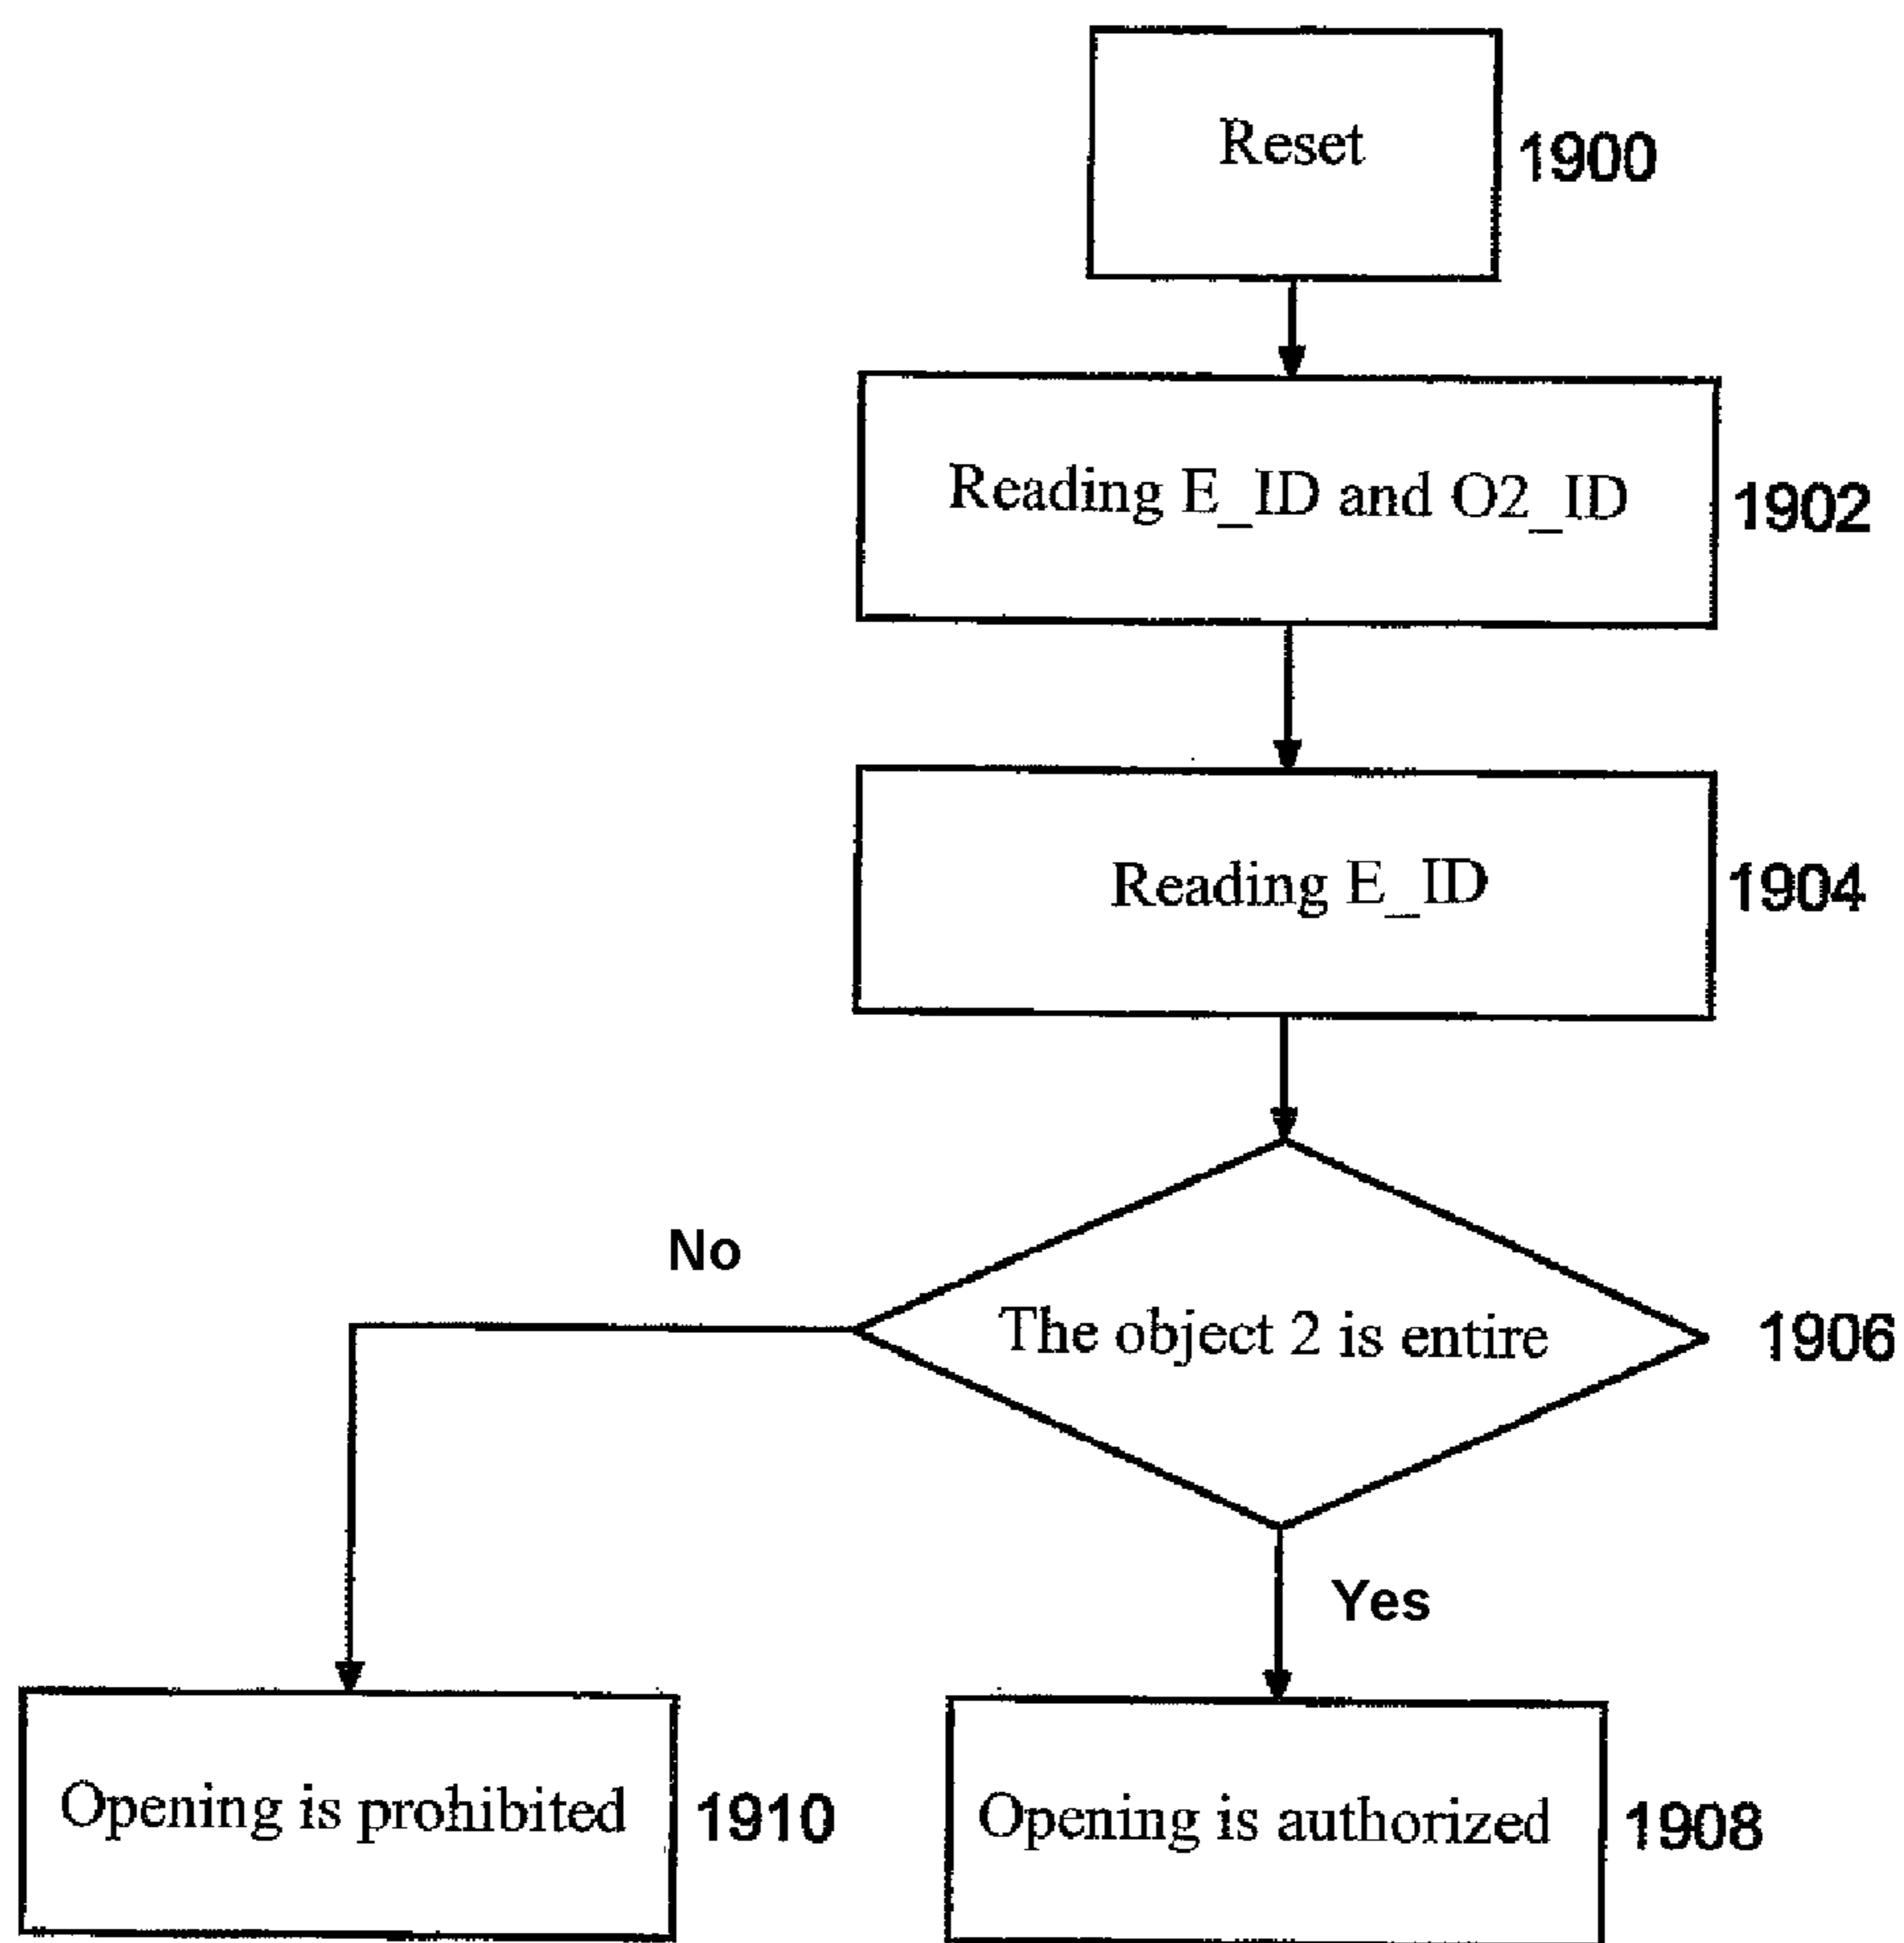 Reset
1900
Reading E_ID and O2_ID
1902
Reading E_ID
1904
No
The object 2 is entire
1906
Yes
Opening is prohibited
1910
Opening is authorized
1908